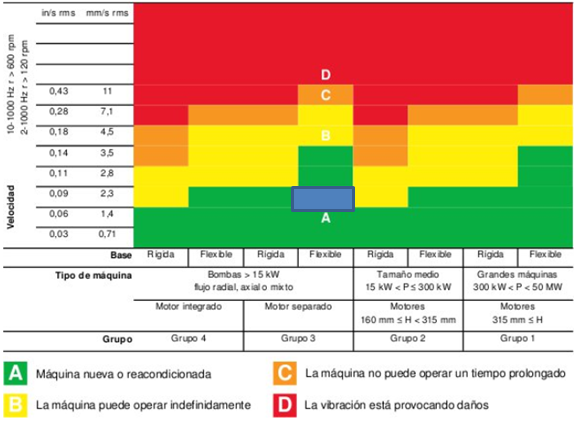 in/s rms mm/s rms
10-1000 Hz r > 600 rpm
2-1000 Hz r > 120 rpm
Velocidad
D
0,43 11 C
0,28 7,1
0,18 4,5 B
0,14 3,5
0,11 2,8
0,09 2,3
0,06 1,4 A
0,03 0,71
Base Rígida Flexible Rígida Flexible Rígida Flexible Rígida Flexible
Tipo de máquina Bombas > 15 kW Tamaño medio Grandes máquinas
flujo radial, axial o mixto 15 kW < P ≤ 300 kW 300 kW < P < 50 MW
Motor integrado Motor separado Motores Motores
160 mm ≤ H < 315 mm 315 mm ≤ H
Grupo Grupo 4 Grupo 3 Grupo 2 Grupo 1
A Máquina nueva o reacondicionada
C La máquina no puede operar un tiempo prolongado
B La máquina puede operar indefinidamente
D La vibración está provocando daños